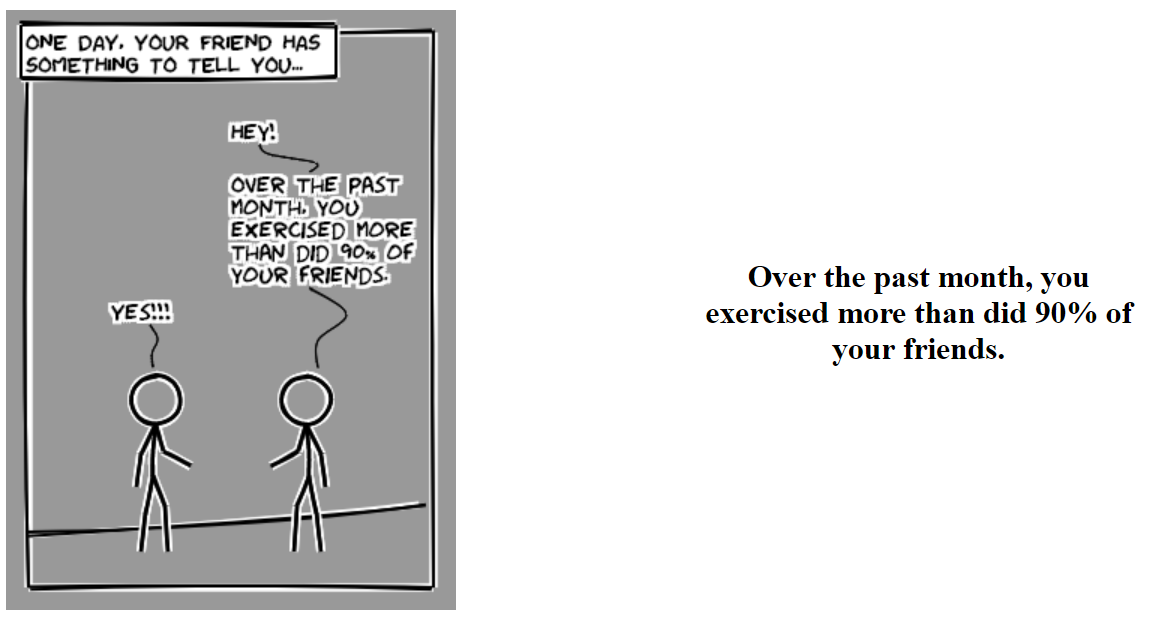 ONE DAY, YOUR FRIEND HAS
SOMETHING TO TELL YOU...
HEY!
OVER THE PAST
MONTH, YOU
EXERCISED MORE
THAN DID 90% OF
YOUR FRIENDS.
YES!!!
Over the past month, you
exercised more than did 90% of
your friends.